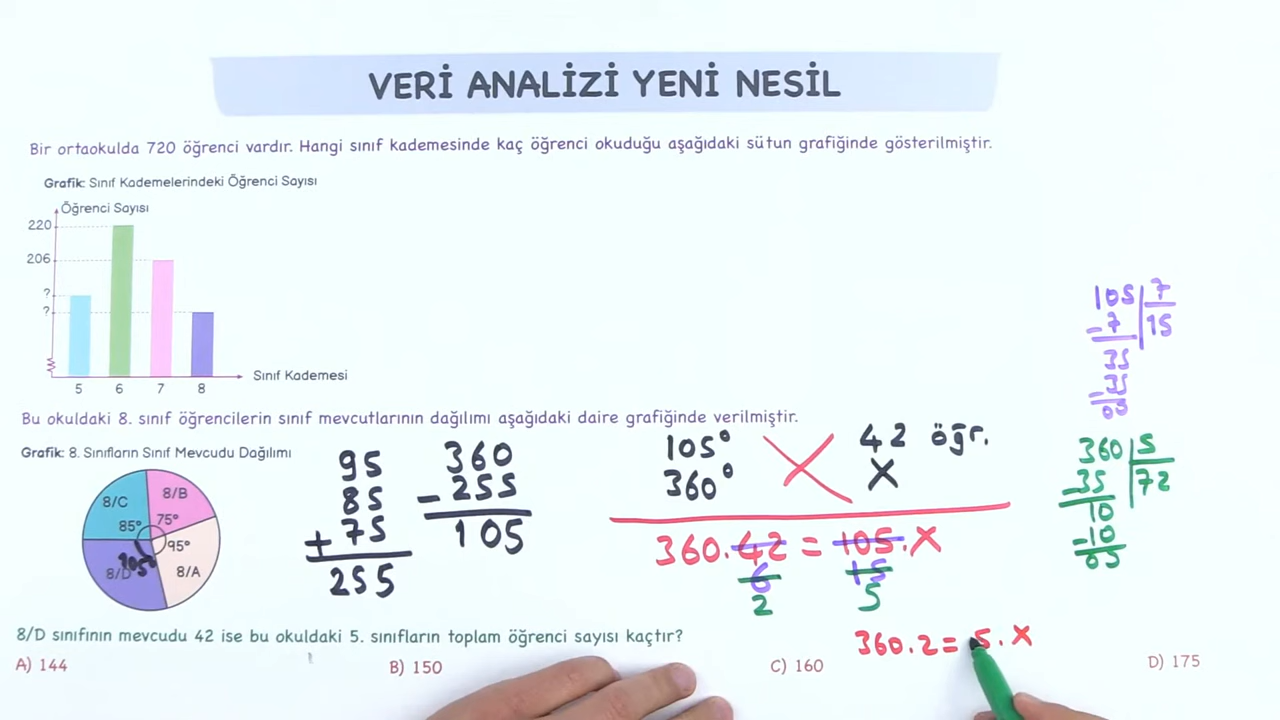 VERİ ANALİZİ YENİ NESİL
Bir ortaokulda 720 öğrenci vardır. Hangi sınıf kademesinde kaç öğrenci okuduğu aşağıdaki sütun grafiğinde gösterilmiştir.
Grafik: Sınıf Kademelerindeki Öğrenci Sayısı
Öğrenci Sayısı
220
206
?
?
5 6 7 8
Sınıf Kademesi
Bu okuldaki 8. sınıf öğrencilerin sınıf mevcutlarının dağılımı aşağıdaki daire grafiğinde verilmiştir.
Grafik: 8. Sınıfların Sınıf Mevcudu Dağılımı
8/C 8/B
85° 75°
105 95°
8/D 8/A
95
85
+ 75
255
360
- 255
105
105° 42 öğr.
360° X
360.42 = 105.X
6 15
2 5
360.2 = 5.X
105 7
- 7 15
35
- 35
00
360 5
- 35 72
10
- 10
00
8/D sınıfının mevcudu 42 ise bu okuldaki 5. sınıfların toplam öğrenci sayısı kaçtır?
A) 144 B) 150 C) 160 D) 175